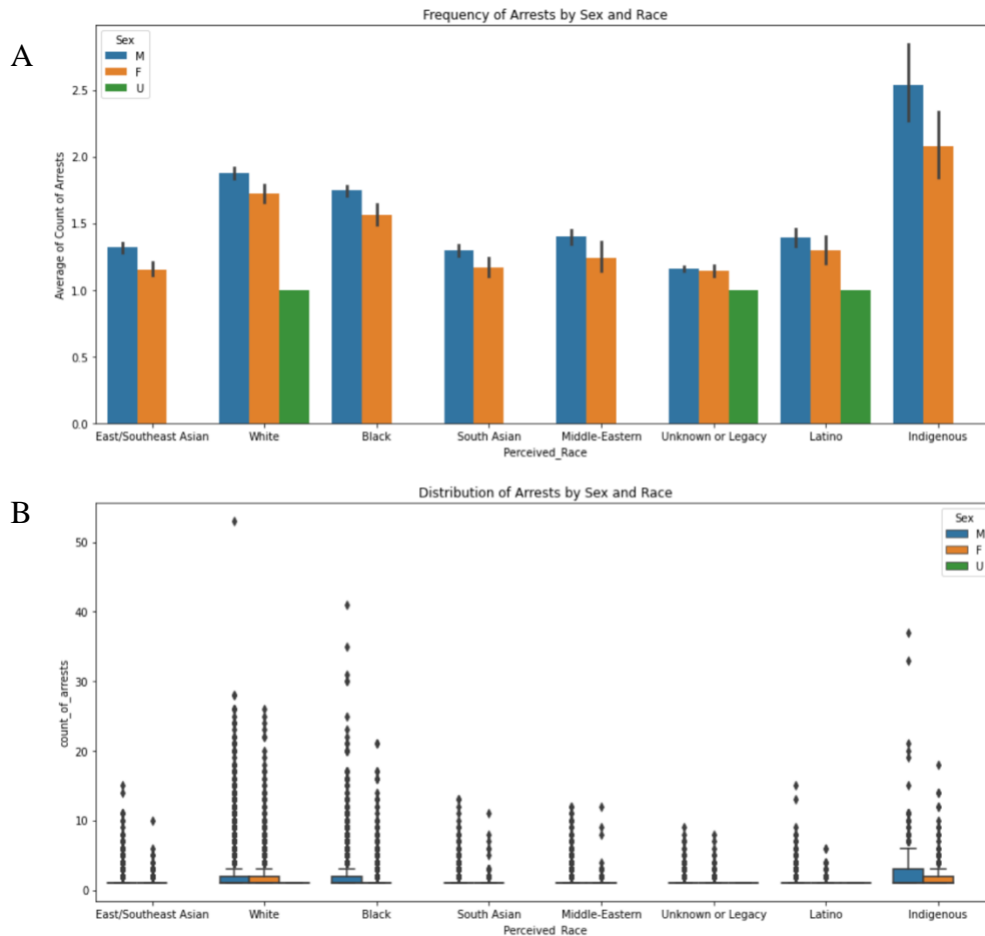 A
Frequency of Arrests by Sex and Race
Sex
M
F
U
Average of Count of Arrests
2.5
2.0
1.5
1.0
0.5
0.0
East/Southeast Asian White Black South Asian Middle-Eastern Unknown or Legacy Latino Indigenous
Perceived_Race
B
Distribution of Arrests by Sex and Race
Sex
M
F
U
count_of_arrests
50
40
30
20
10
0
East/Southeast Asian White Black South Asian Middle-Eastern Unknown or Legacy Latino Indigenous
Perceived_Race